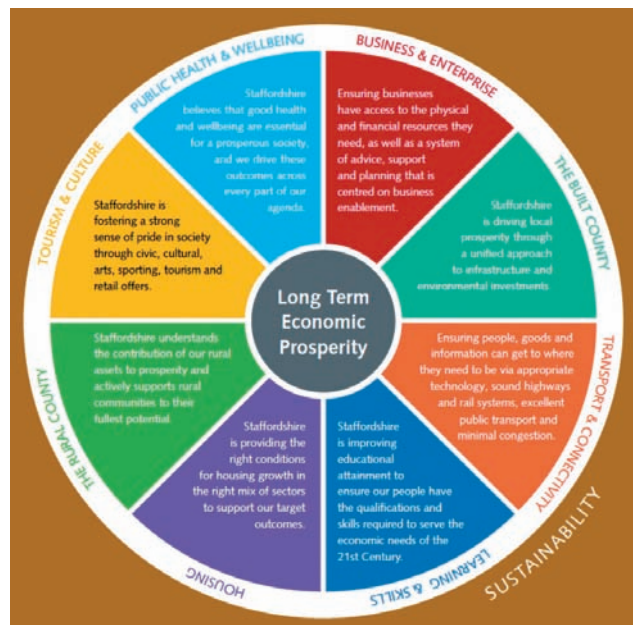 PUBLIC HEALTH & WELLBEING
Staffordshire
believes that good health
and wellbeing are essential
for a prosperous society,
and we drive these
outcomes across
every part of our
agenda.
BUSINESS & ENTERPRISE
Ensuring businesses
have access to the physical
and financial resources they
need, as well as a system
of advice, support
and planning that is
centred on business
enablement.
THE BUILT COUNTY
Staffordshire
is driving local
prosperity through
a unified approach
to infrastructure and
environmental investments.
TRANSPORT & CONNECTIVITY
Ensuring people, goods and
information can get to where
they need to be via appropriate
technology, sound highways
and rail systems, excellent
public transport and
minimal congestion.
LEARNING & SKILLS
Staffordshire
is improving
educational
attainment to
ensure our people have
the qualifications and
skills required to serve the
economic needs of the
21st Century.
HOUSING
Staffordshire
is providing the
right conditions
for housing growth in
the right mix of sectors
to support our target
outcomes.
THE RURAL COUNTY
Staffordshire understands
the contribution of our rural
assets to prosperity and
actively supports rural
communities to their
fullest potential.
TOURISM & CULTURE
Staffordshire is
fostering a strong
sense of pride in society
through civic, cultural,
arts, sporting, tourism and
retail offers.
Long Term
Economic
Prosperity
SUSTAINABILITY